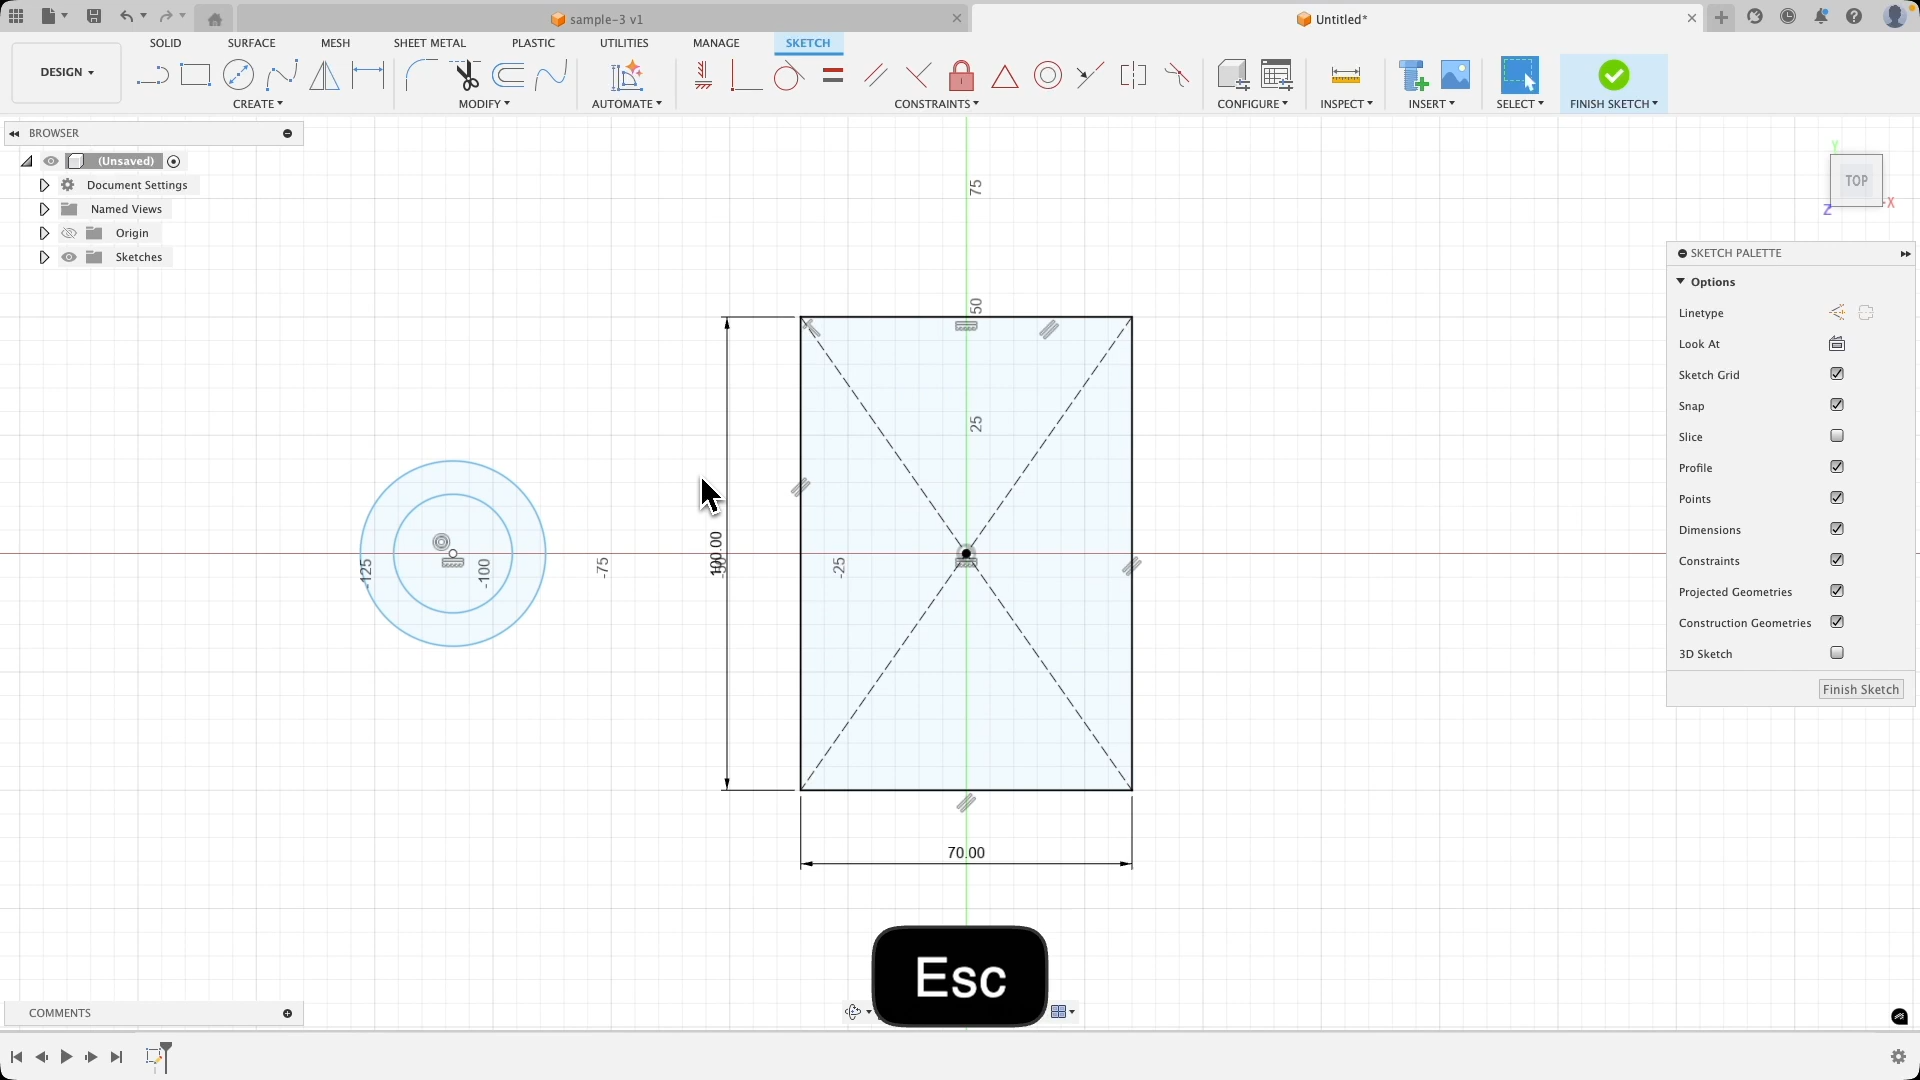 sample-3 v1
Untitled*
DESIGN
SOLID
SURFACE
MESH
SHEET METAL
PLASTIC
UTILITIES
MANAGE
SKETCH
CREATE
MODIFY
AUTOMATE
CONSTRAINTS
CONFIGURE
INSPECT
INSERT
SELECT
FINISH SKETCH
BROWSER
(Unsaved)
Document Settings
Named Views
Origin
Sketches
75
50
25
-125
-100
-75
-25
100.00
70.00
Y
TOP
X
Z
SKETCH PALETTE
Options
Linetype
Look At
Sketch Grid
Snap
Slice
Profile
Points
Dimensions
Constraints
Projected Geometries
Construction Geometries
3D Sketch
Finish Sketch
Esc
COMMENTS